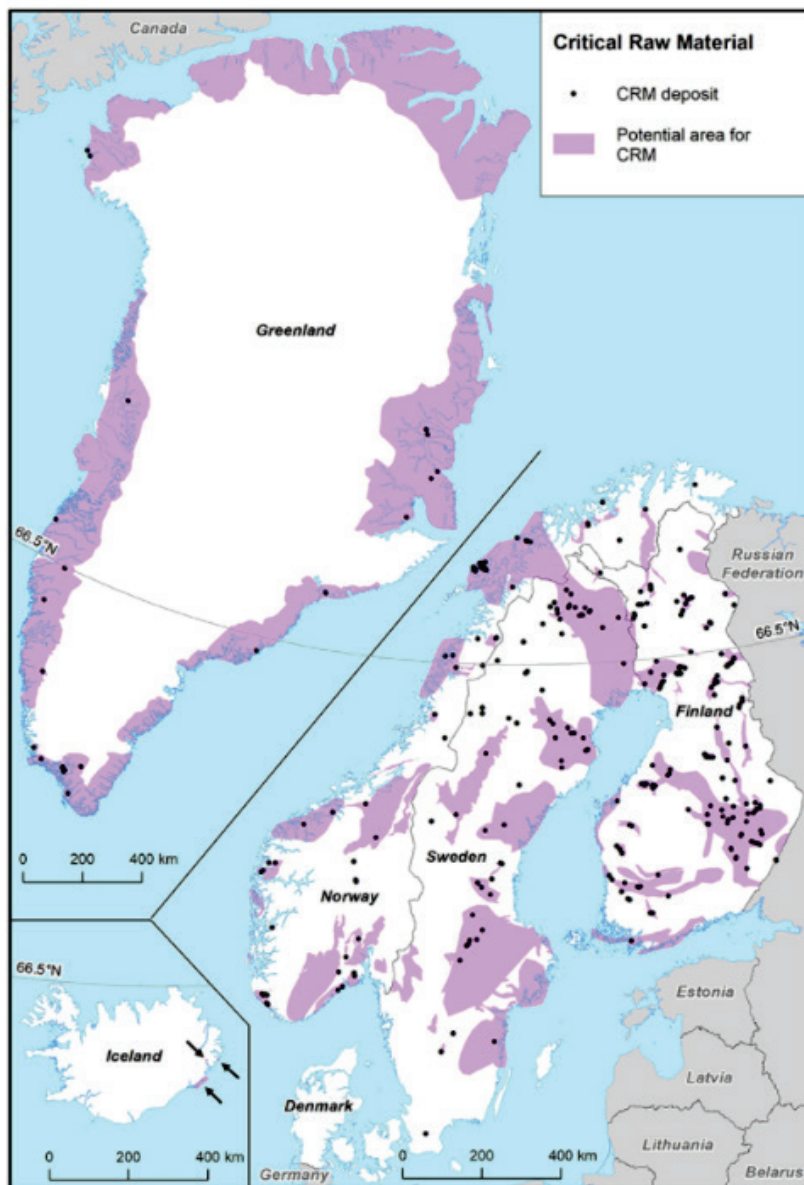 Canada
Critical Raw Material
CRM deposit
Potential area for
CRM
Greenland
66.5°N
Russian
Federation
66.5°N
Finland
0 200 400 km
Sweden
Norway
66.5°N
Estonia
Iceland
Latvia
Denmark
Lithuania
0 200 400 km
Germany
0 200 400 km
Belarus